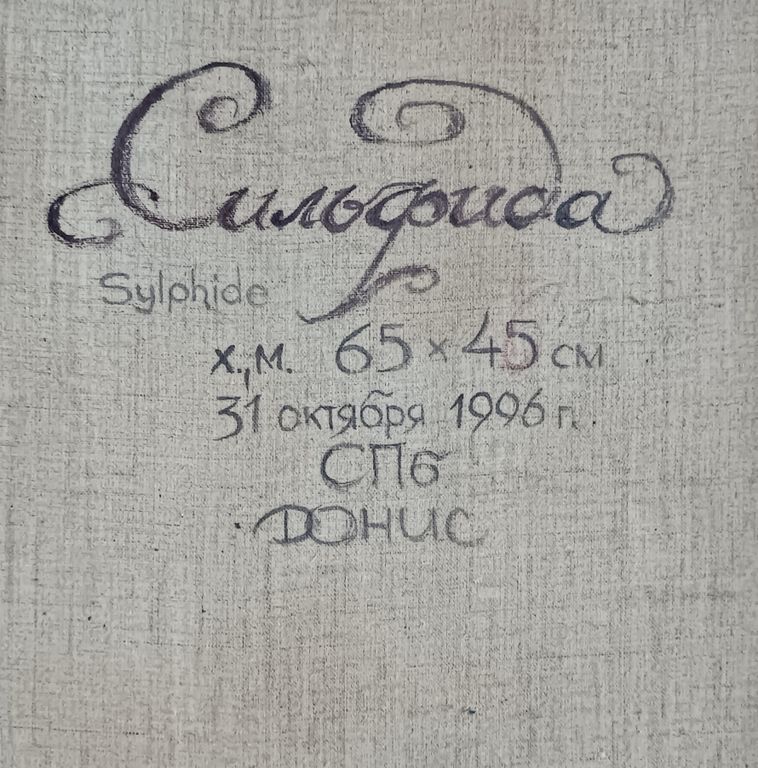 Сильфида
Sylphide
х.,м. 65 × 45 см
31 октября 1996 г.
СПб
ДОНИС